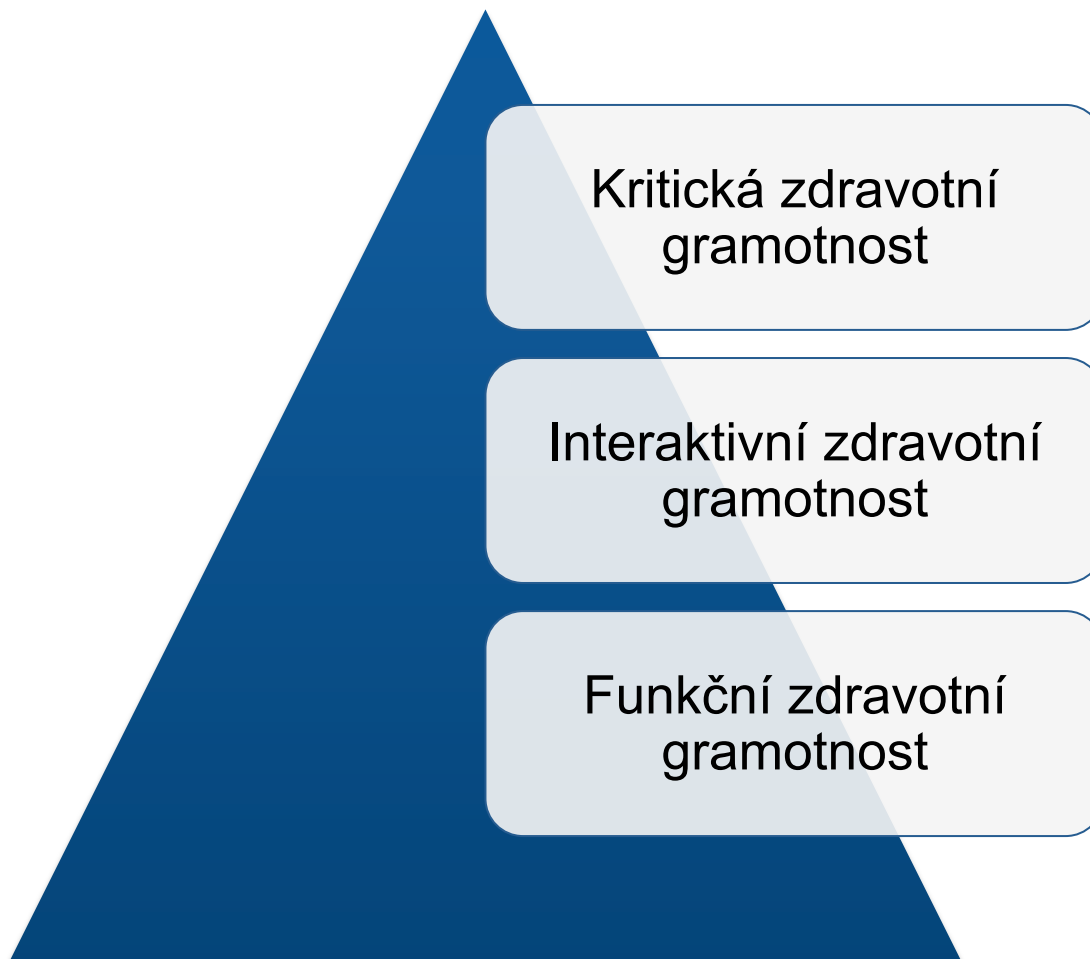 Kritická zdravotní
gramotnost
Interaktivní zdravotní
gramotnost
Funkční zdravotní
gramotnost